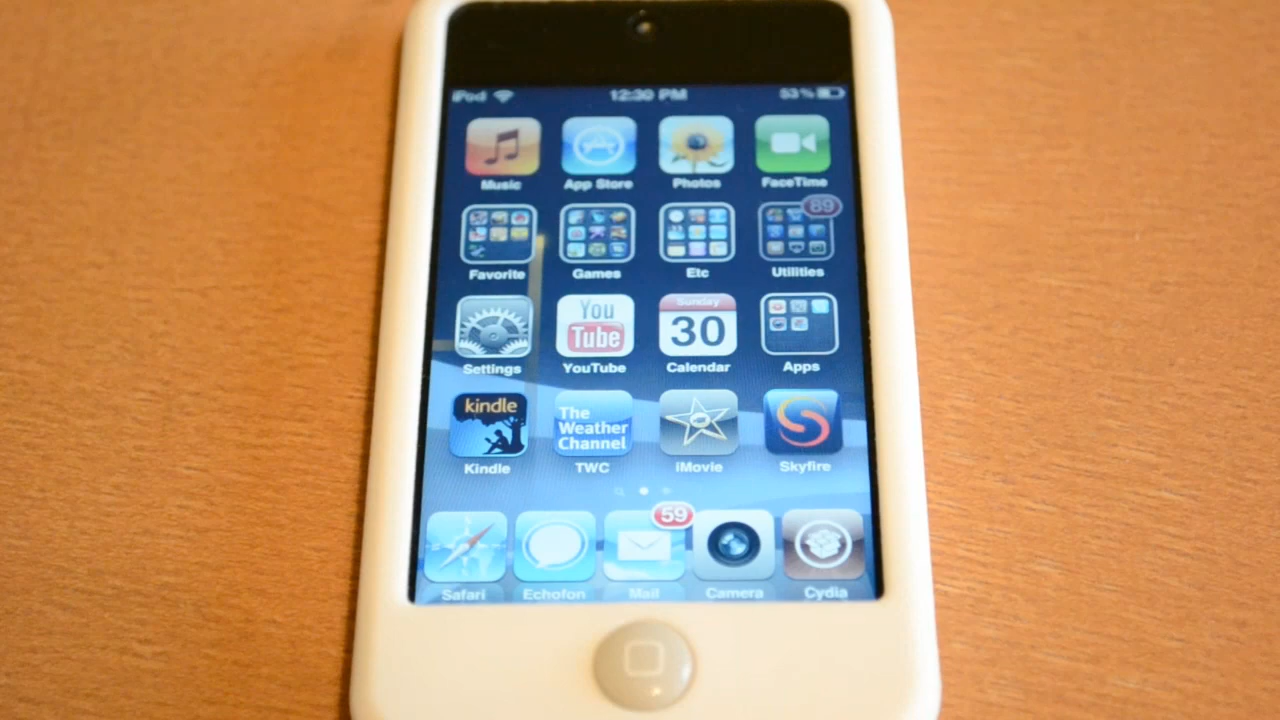 iPod 12:30 PM 53%
Music App Store Photos FaceTime
69
Favorite Games Etc Utilities
You Tube
Sunday
30
Settings YouTube Calendar Apps
kindle
The Weather Channel
Kindle TWC iMovie Skyfire
59
Safari Echofon Mail Camera Cydia